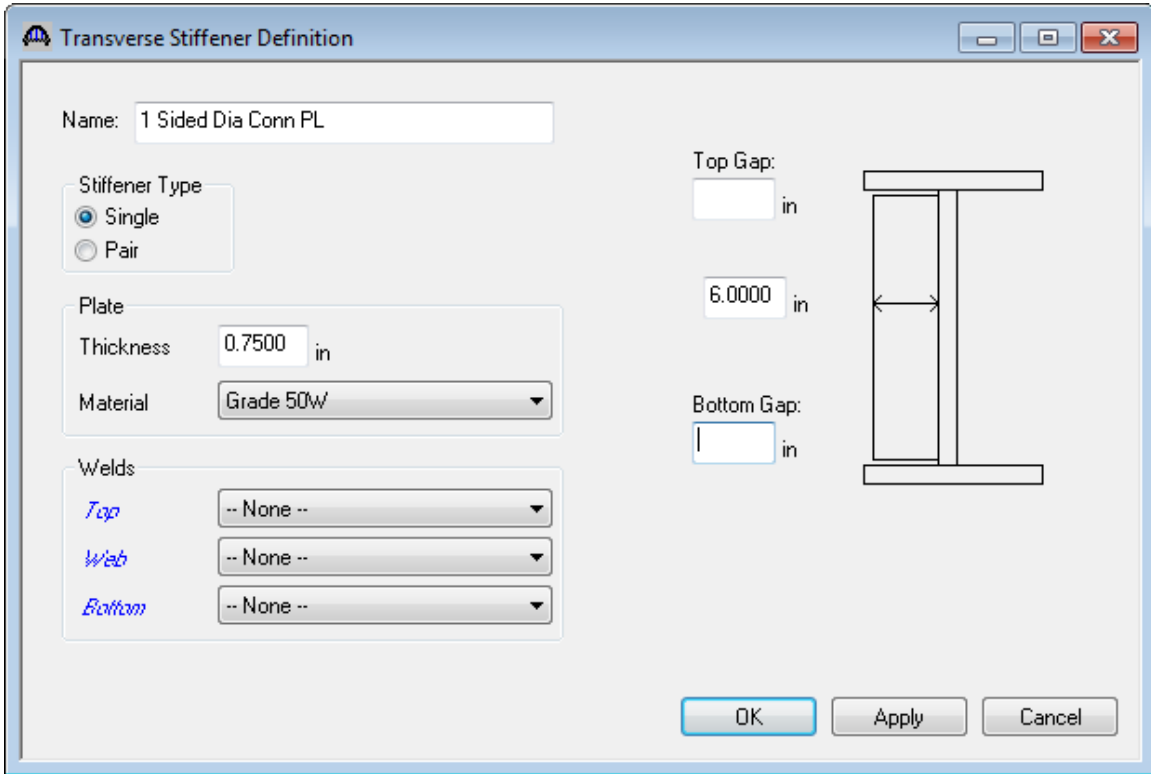 Transverse Stiffener Definition
Name: 1 Sided Dia Conn PL
Stiffener Type
Single
Pair
Plate
Thickness 0.7500 in
Material Grade 50W
Welds
Top -- None --
Web -- None --
Bottom -- None --
Top Gap:
in
6.0000 in
Bottom Gap:
in
OK Apply Cancel